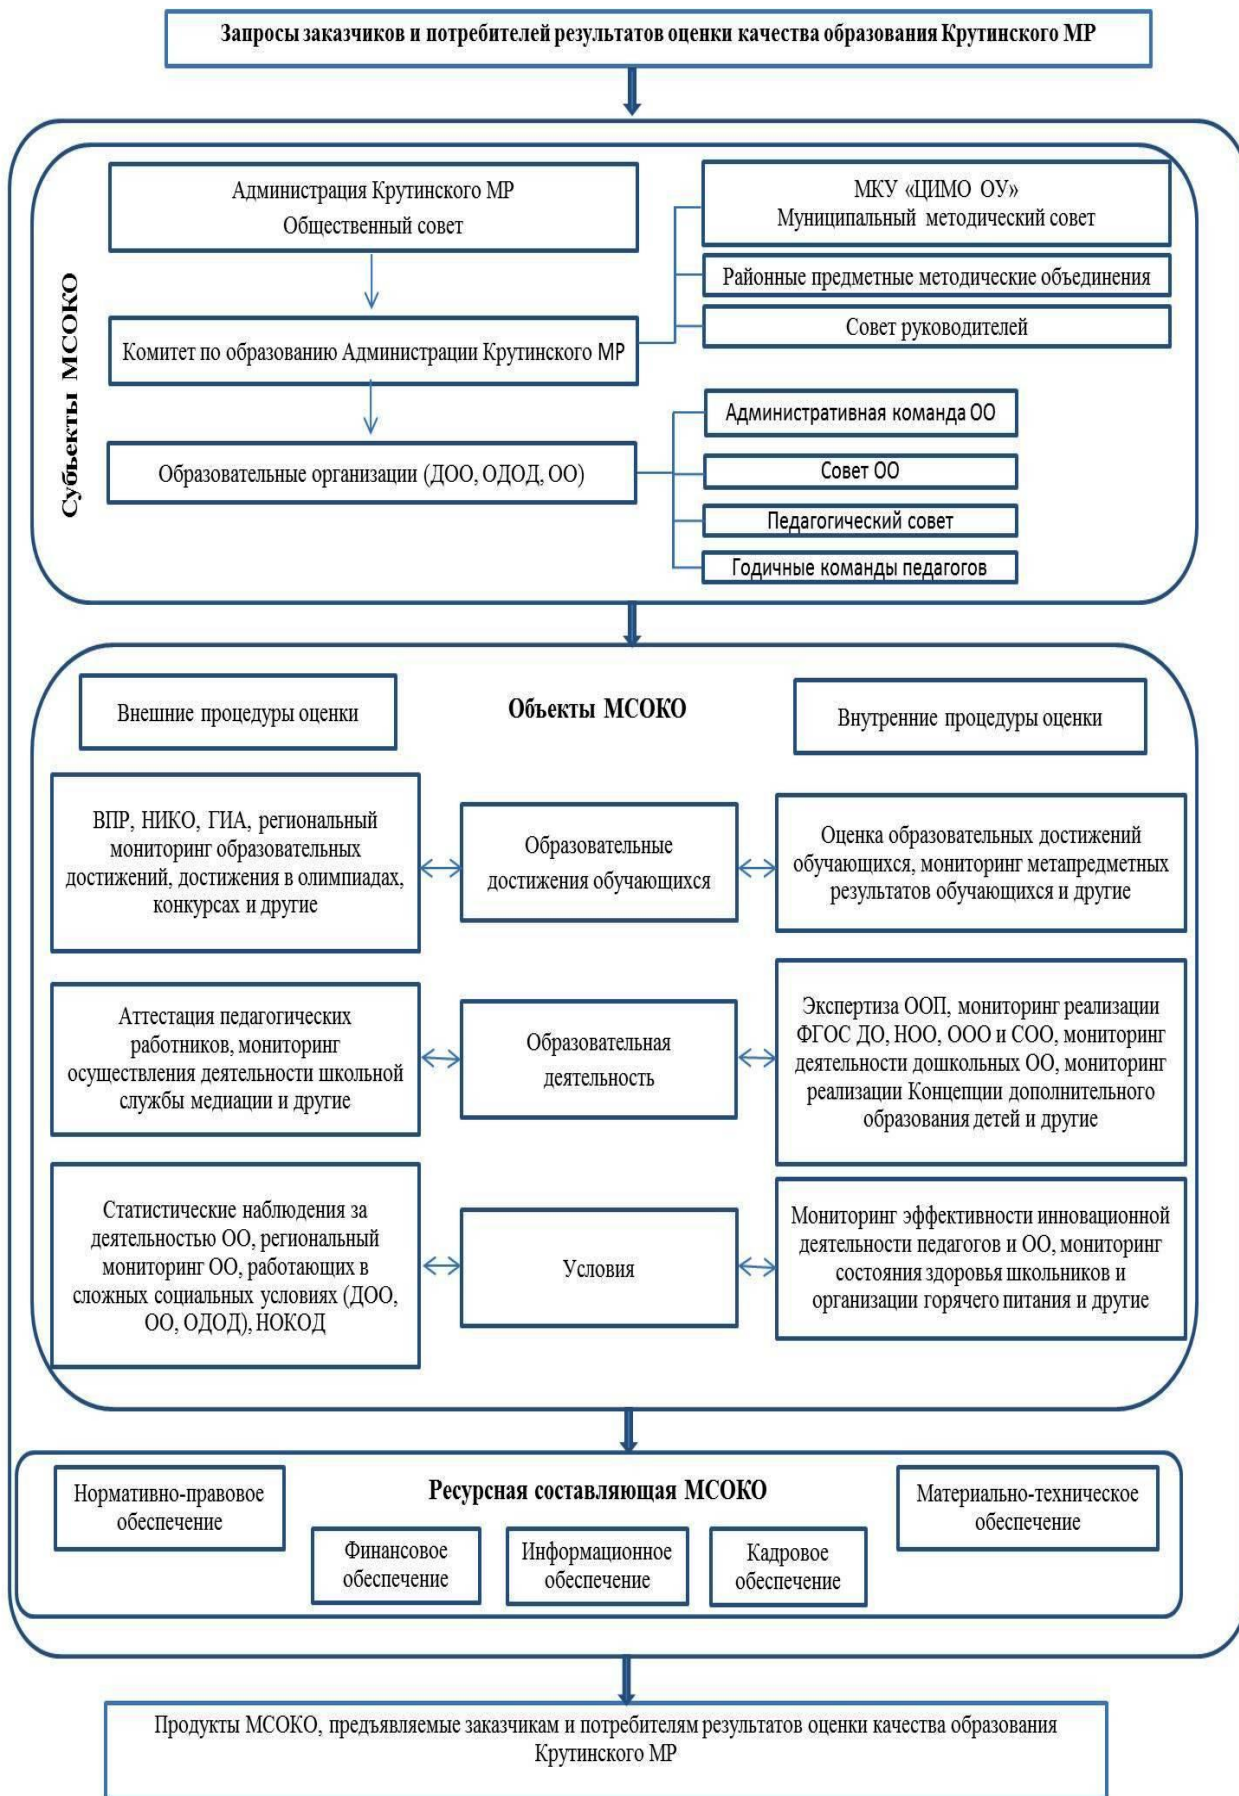 Запросы заказчиков и потребителей результатов оценки качества образования Крутинского МР
Субъекты МСОКО
Администрация Крутинского МР
Общественный совет
МКУ «ЦИМО ОУ»
Муниципальный методический совет
Районные предметные методические объединения
Совет руководителей
Комитет по образованию Администрации Крутинского МР
Образовательные организации (ДОО, ОДОД, ОО)
Административная команда ОО
Совет ОО
Педагогический совет
Годичные команды педагогов
Объекты МСОКО
Внешние процедуры оценки
Внутренние процедуры оценки
ВПР, НИКО, ГИА, региональный
мониторинг образовательных
достижений, достижения в олимпиадах,
конкурсах и другие
Образовательные
достижения обучающихся
Оценка образовательных достижений
обучающихся, мониторинг метапредметных
результатов обучающихся и другие
Аттестация педагогических
работников, мониторинг
осуществления деятельности школьной
службы медиации и другие
Образовательная
деятельность
Экспертиза ООП, мониторинг реализации
ФГОС ДО, НОО, ООО и СОО, мониторинг
деятельности дошкольных ОО, мониторинг
реализации Концепции дополнительного
образования детей и другие
Статистические наблюдения за
деятельностью ОО, региональный
мониторинг ОО, работающих в
сложных социальных условиях (ДОО,
ОО, ОДОД), НОКОД
Условия
Мониторинг эффективности инновационной
деятельности педагогов и ОО, мониторинг
состояния здоровья школьников и
организации горячего питания и другие
Ресурсная составляющая МСОКО
Нормативно-правовое
обеспечение
Финансовое
обеспечение
Информационное
обеспечение
Кадровое
обеспечение
Материально-техническое
обеспечение
Продукты МСОКО, предъявляемые заказчикам и потребителям результатов оценки качества образования
Крутинского МР